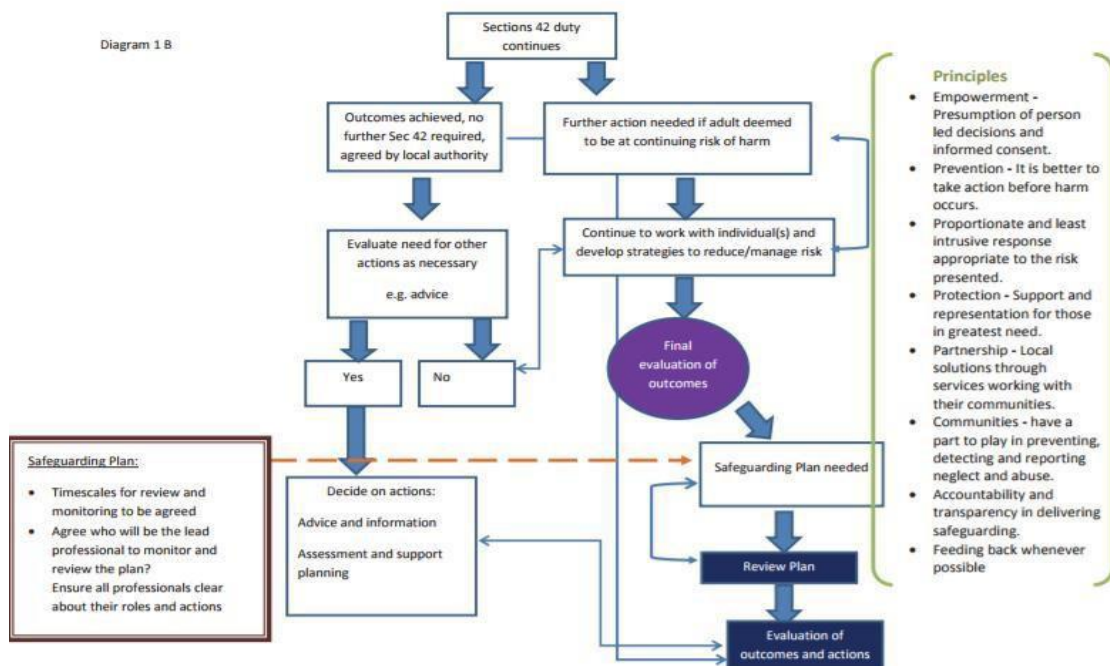 Diagram 1 B
Sections 42 duty
continues
Outcomes achieved, no
further Sec 42 required,
agreed by local authority
Further action needed if adult deemed
to be at continuing risk of harm
Evaluate need for other
actions as necessary
e.g. advice
Continue to work with individual(s) and
develop strategies to reduce/manage risk
Yes
No
Final
evaluation of
outcomes
Safeguarding Plan:
• Timescales for review and
monitoring to be agreed
• Agree who will be the lead
professional to monitor and
review the plan?
Ensure all professionals clear
about their roles and actions
Decide on actions:
Advice and information
Assessment and support
planning
Safeguarding Plan needed
Review Plan
Evaluation of
outcomes and actions
Principles
• Empowerment -
Presumption of person
led decisions and
informed consent.
• Prevention - It is better to
take action before harm
occurs.
• Proportionate and least
intrusive response
appropriate to the risk
presented.
• Protection - Support and
representation for those
in greatest need.
• Partnership - Local
solutions through
services working with
their communities.
• Communities - have a
part to play in preventing,
detecting and reporting
neglect and abuse.
• Accountability and
transparency in delivering
safeguarding.
• Feeding back whenever
possible